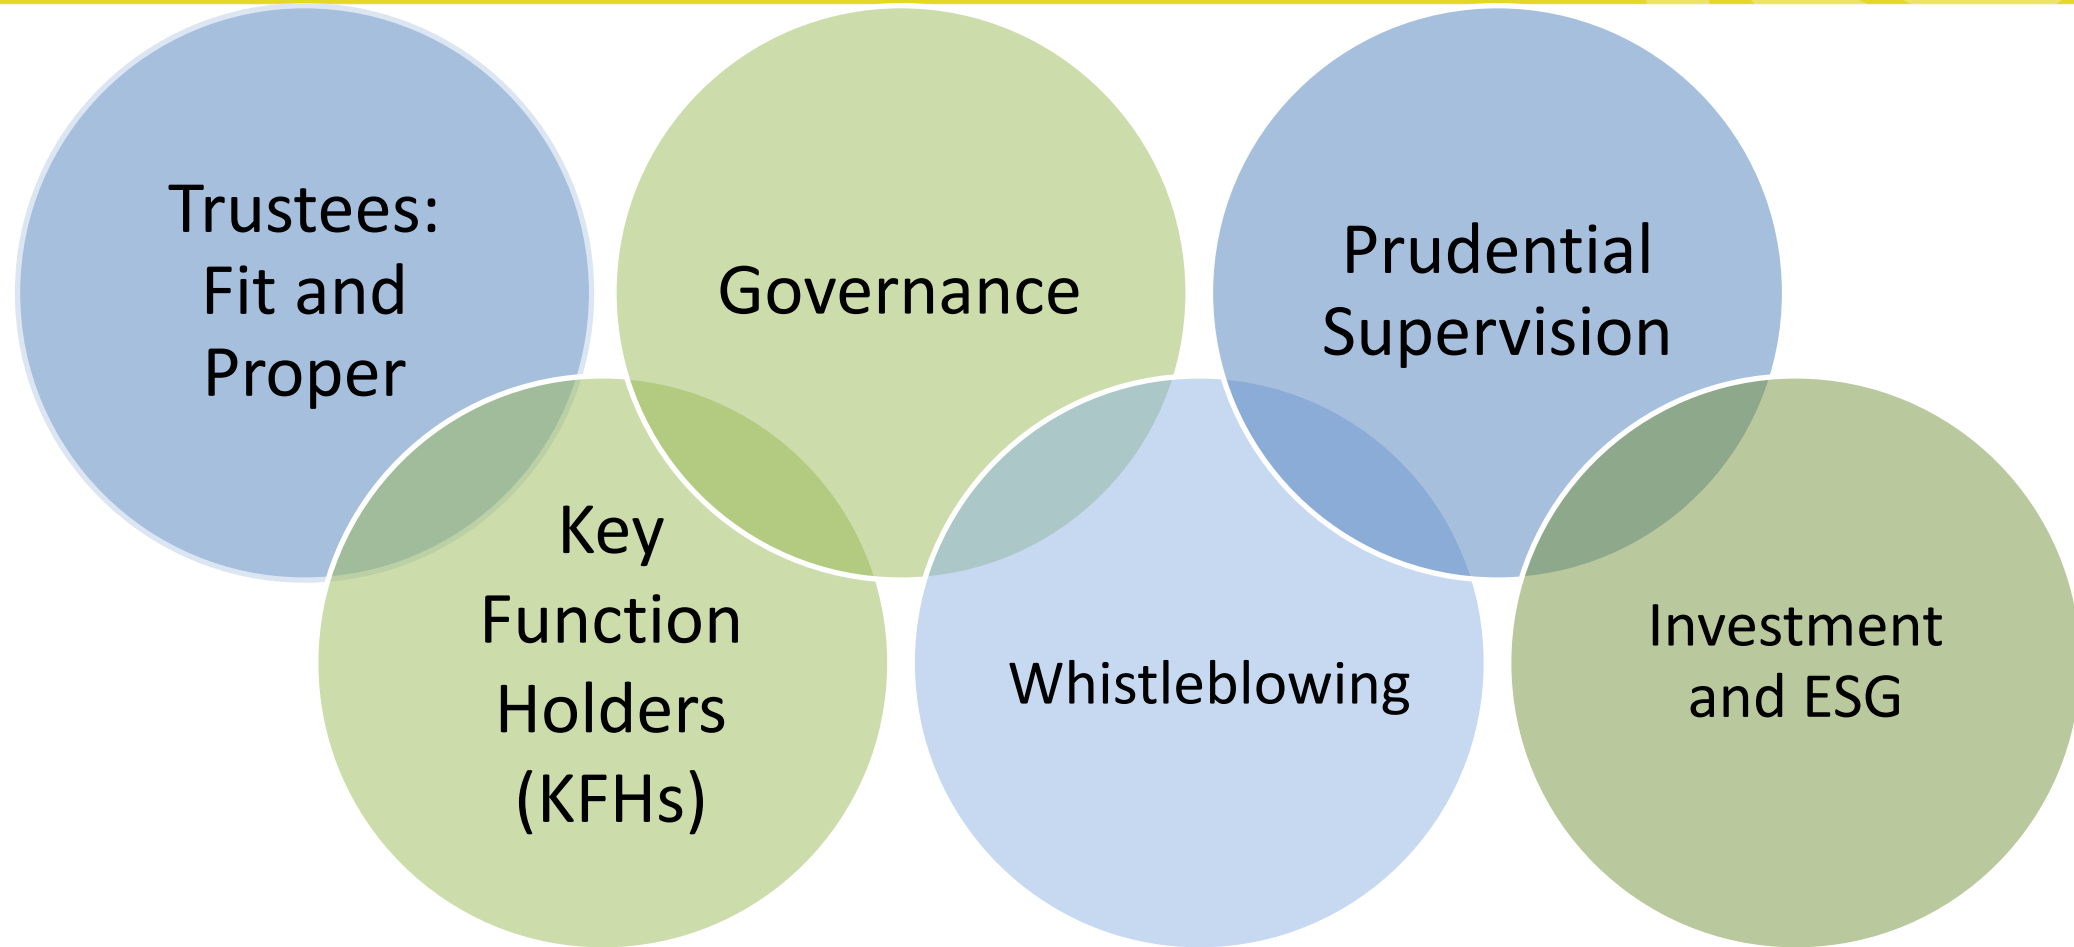 Trustees:
Fit and
Proper
Key
Function
Holders
(KFHs)
Governance
Whistleblowing
Prudential
Supervision
Investment
and ESG